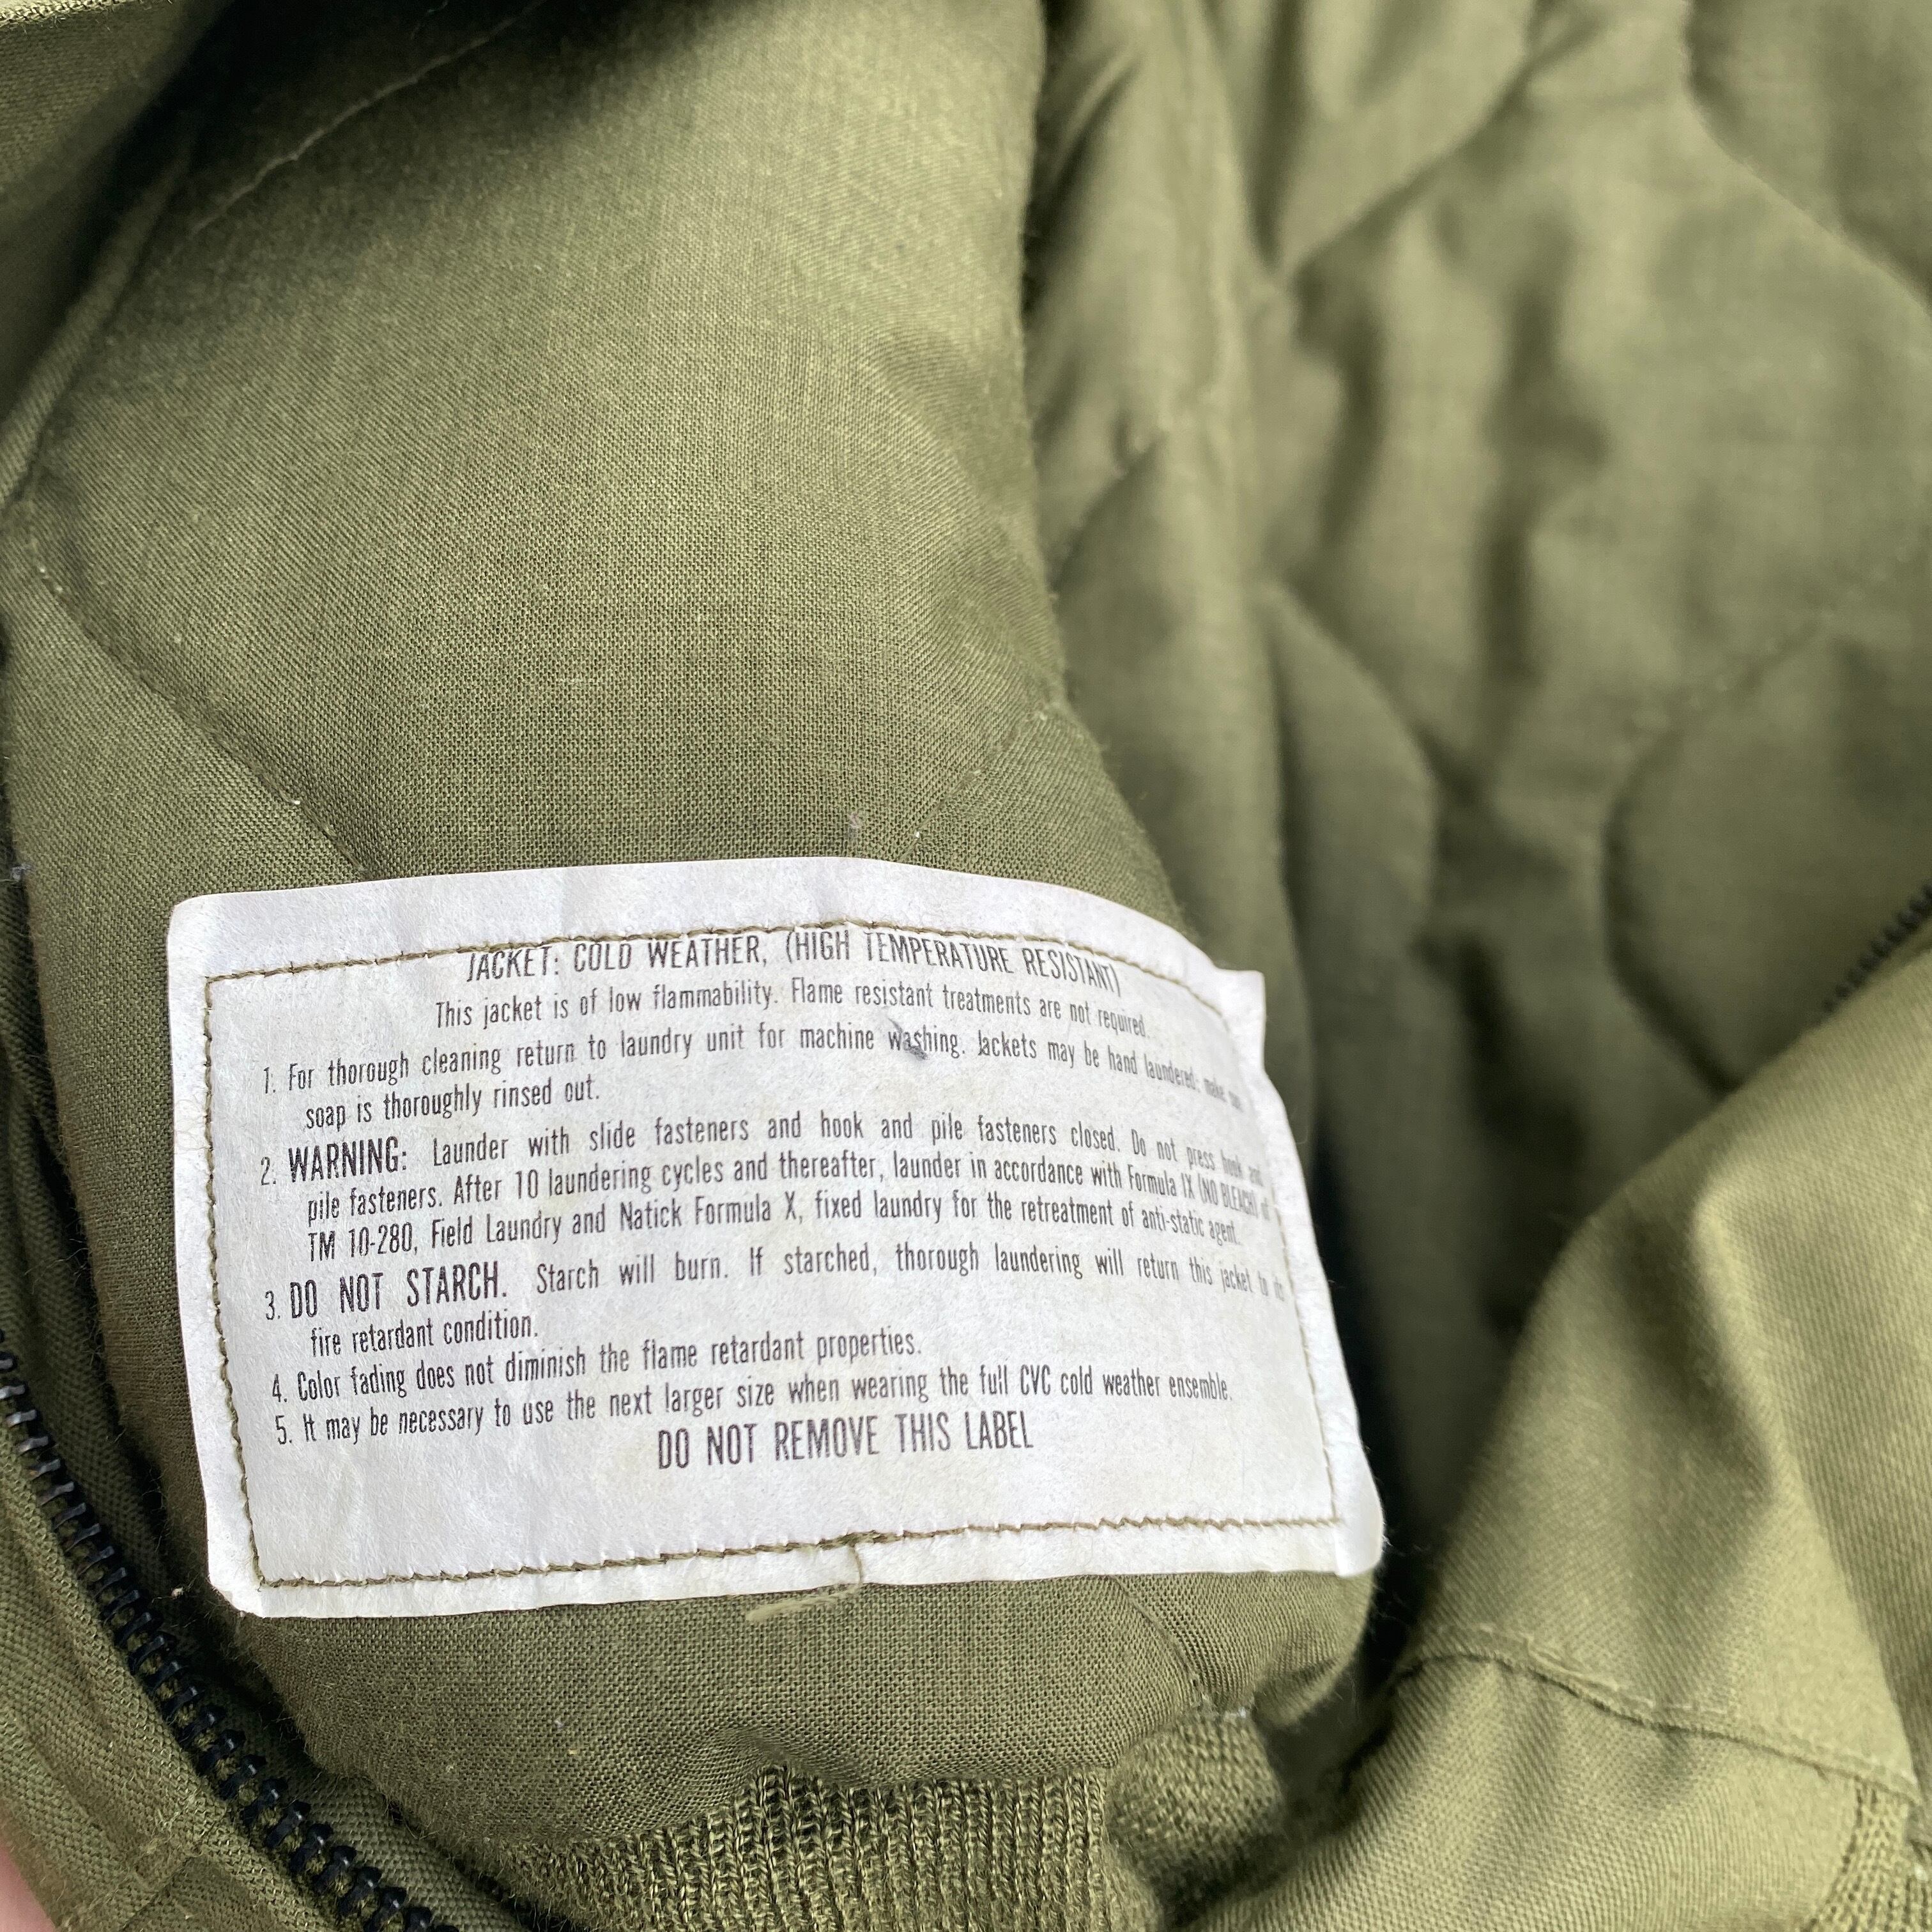 JACKET: COLD WEATHER, (HIGH TEMPERATURE RESISTANT)
This jacket is of low flammability. Flame resistant treatments are not required.
1. For thorough cleaning return to laundry unit for machine washing. Jackets may be hand laundered: make
soap is thoroughly rinsed out.
2. WARNING: Launder with slide fasteners and hook and pile fasteners closed. Do not press hook and
pile fasteners. After 10 laundering cycles and thereafter, launder in accordance with Formula IX (NO BLEACH) of
TM 10-280, Field Laundry and Natick Formula X, fixed laundry for the retreatment of anti-static agent.
3. DO NOT STARCH. Starch will burn. If starched, thorough laundering will return this jacket to its
fire retardant condition.
4. Color fading does not diminish the flame retardant properties.
5. It may be necessary to use the next larger size when wearing the full CVC cold weather ensemble.
DO NOT REMOVE THIS LABEL